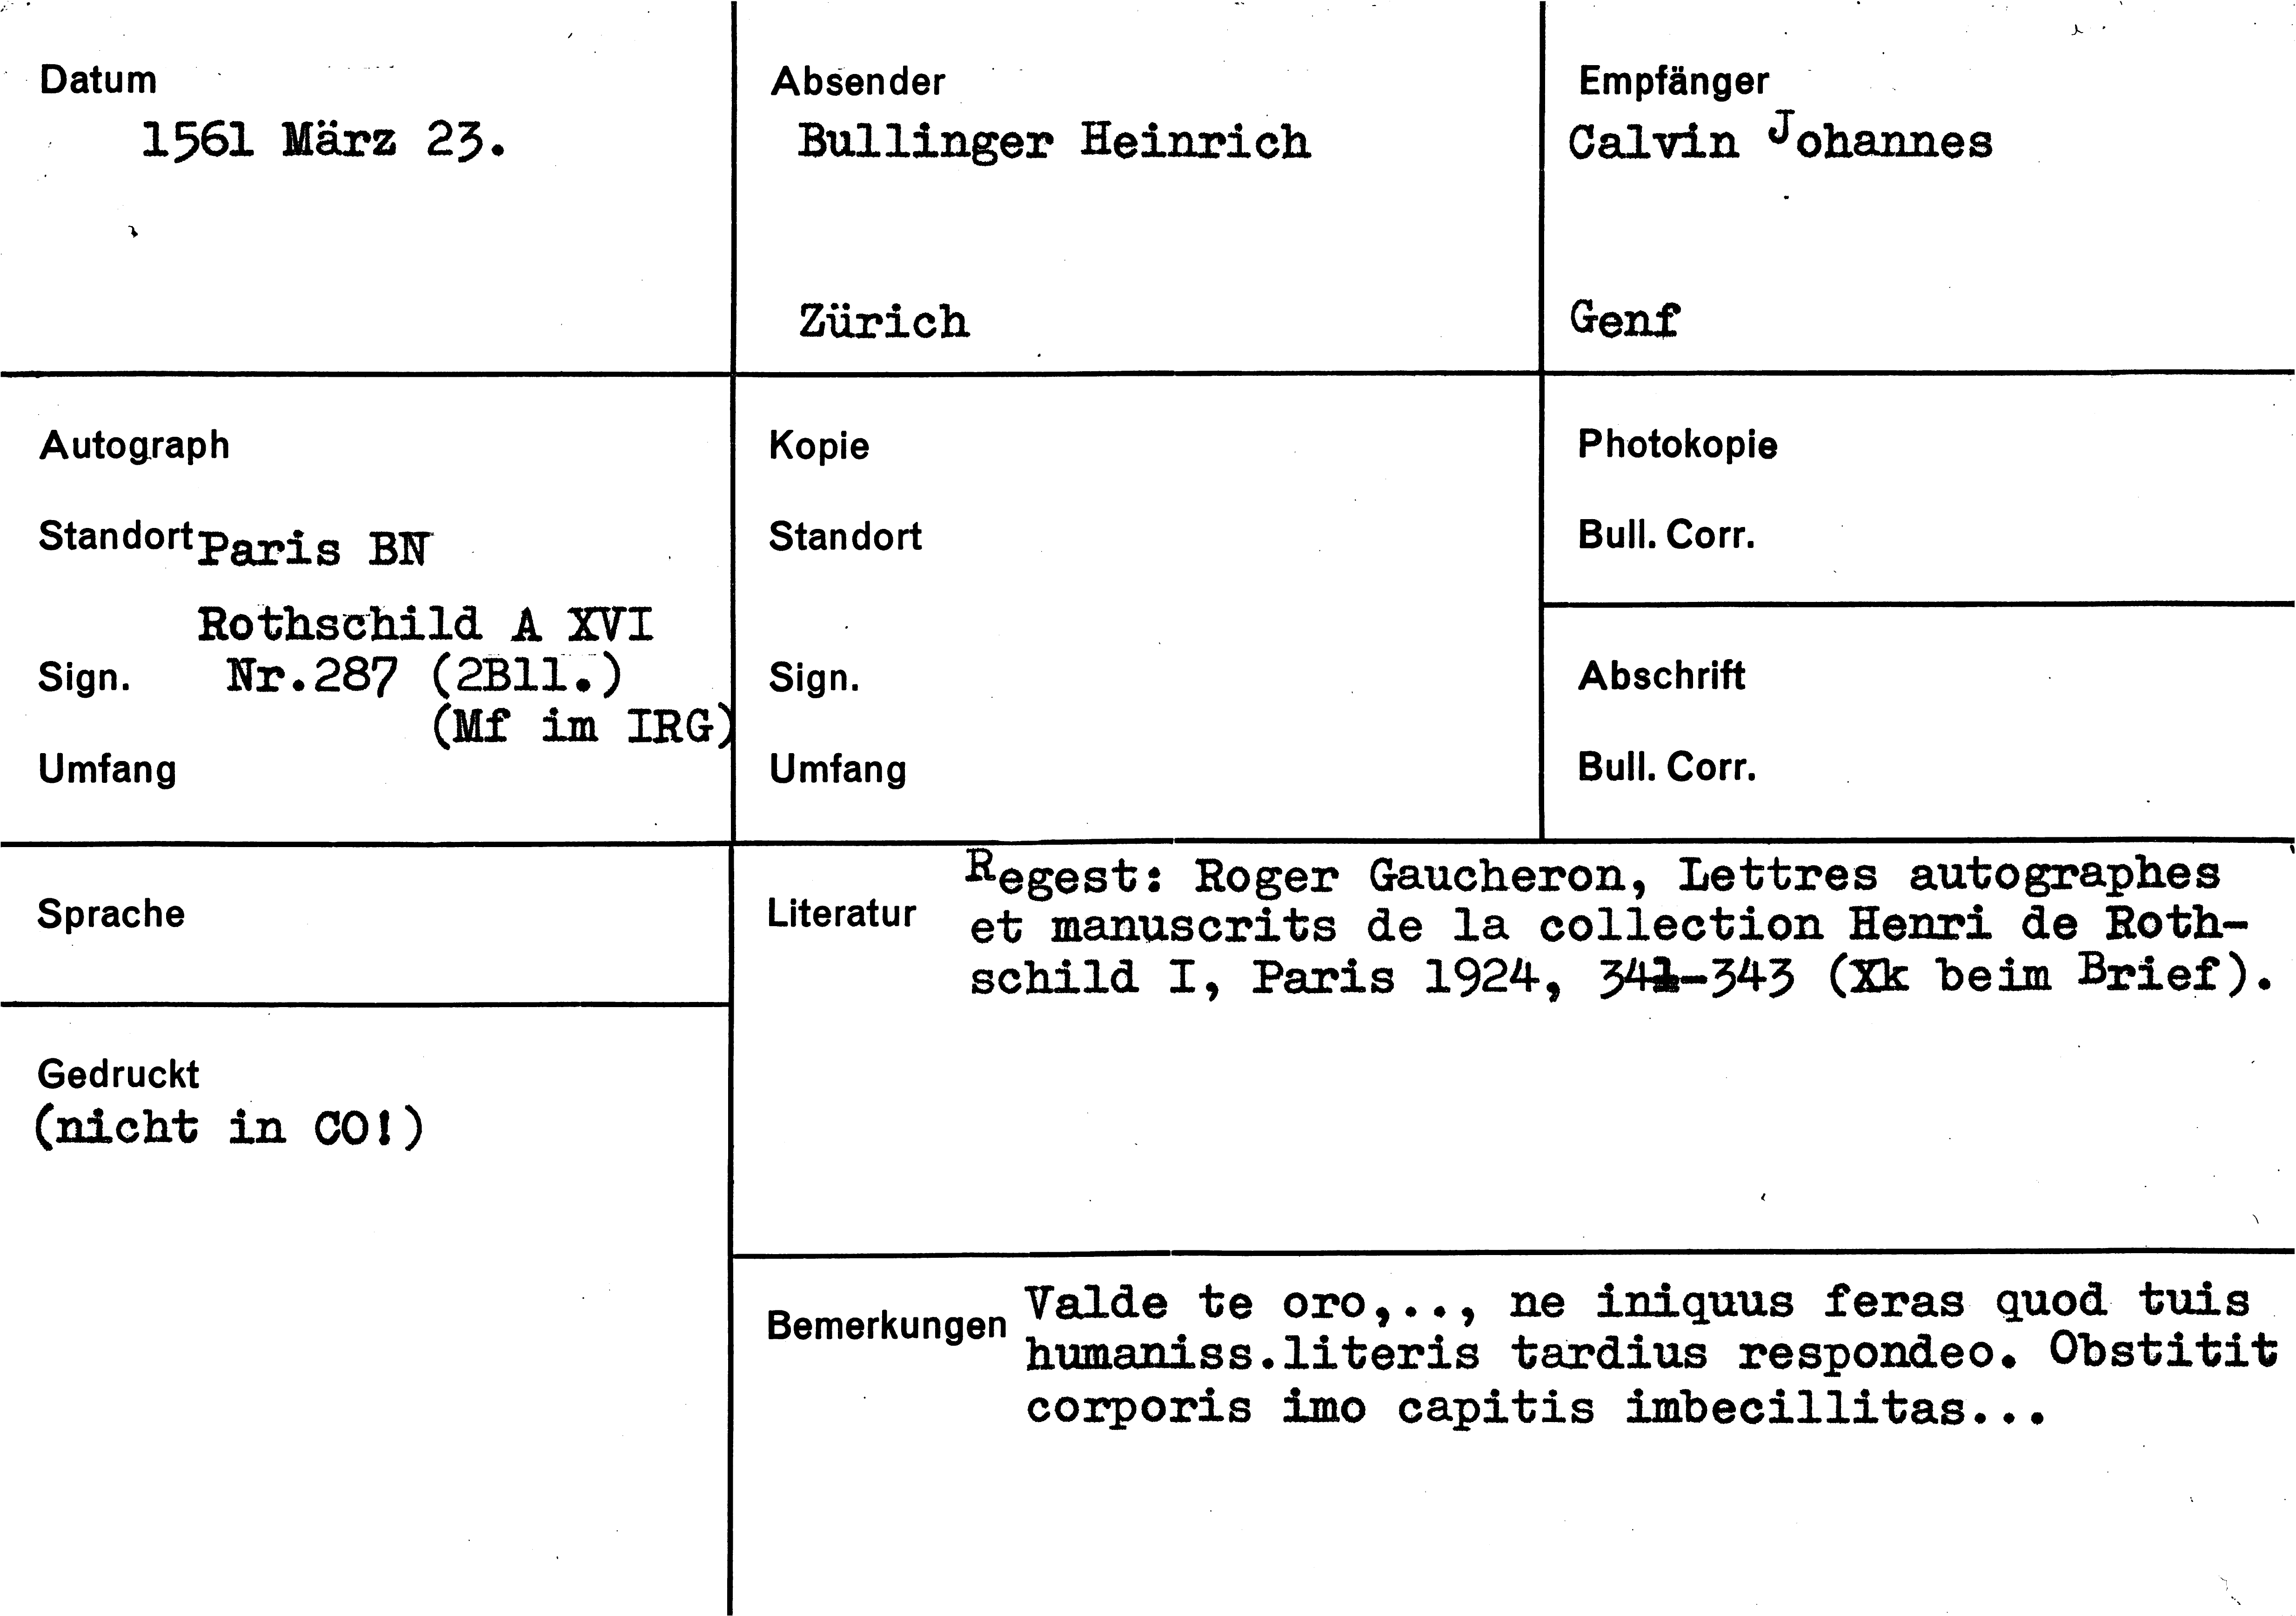 Datum
1561 März 23.
Absender
Bullinger Heinrich
Zürich
Empfänger
Calvin Johannes
Genf
Autograph
Standort Paris BN
Rothschild A XVI
Sign. Nr.287 (2Bll.)
(Mf im IRG)
Umfang
Kopie
Standort
Sign.
Umfang
Photokopie
Bull. Corr.
Abschrift
Bull. Corr.
Sprache
Gedruckt
(nicht in CO!)
Literatur
Regest: Roger Gaucheron, Lettres autographes
et manuscrits de la collection Henri de Roth-
schild I, Paris 1924, (Xk beim Brief).
Bemerkungen
Valde te oro,.., ne iniquus feras quod tuis
humaniss.literis tardius respondeo. Obstitit
corporis imo capitis imbecillitas...